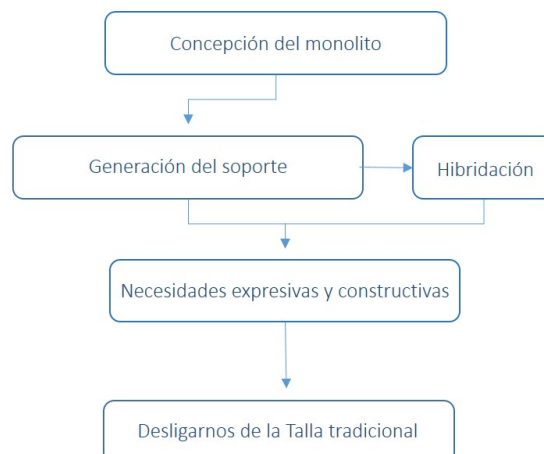 Concepción del monolito
Generación del soporte
Hibridación
Necesidades expresivas y constructivas
Desligarnos de la Talla tradicional